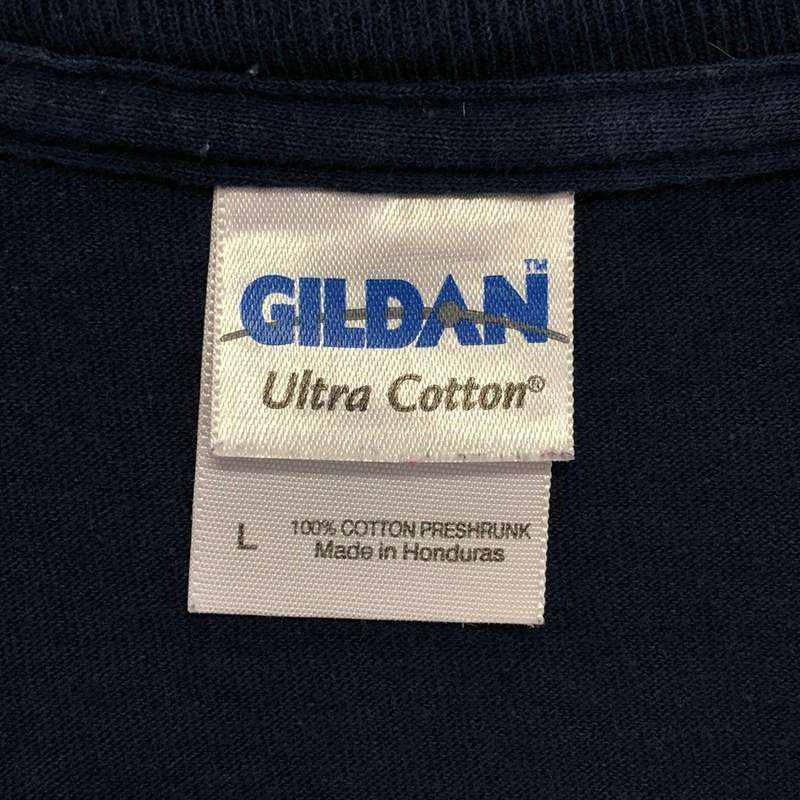 GILDAN™
Ultra Cotton®
L 100% COTTON PRESHRUNK
Made in Honduras